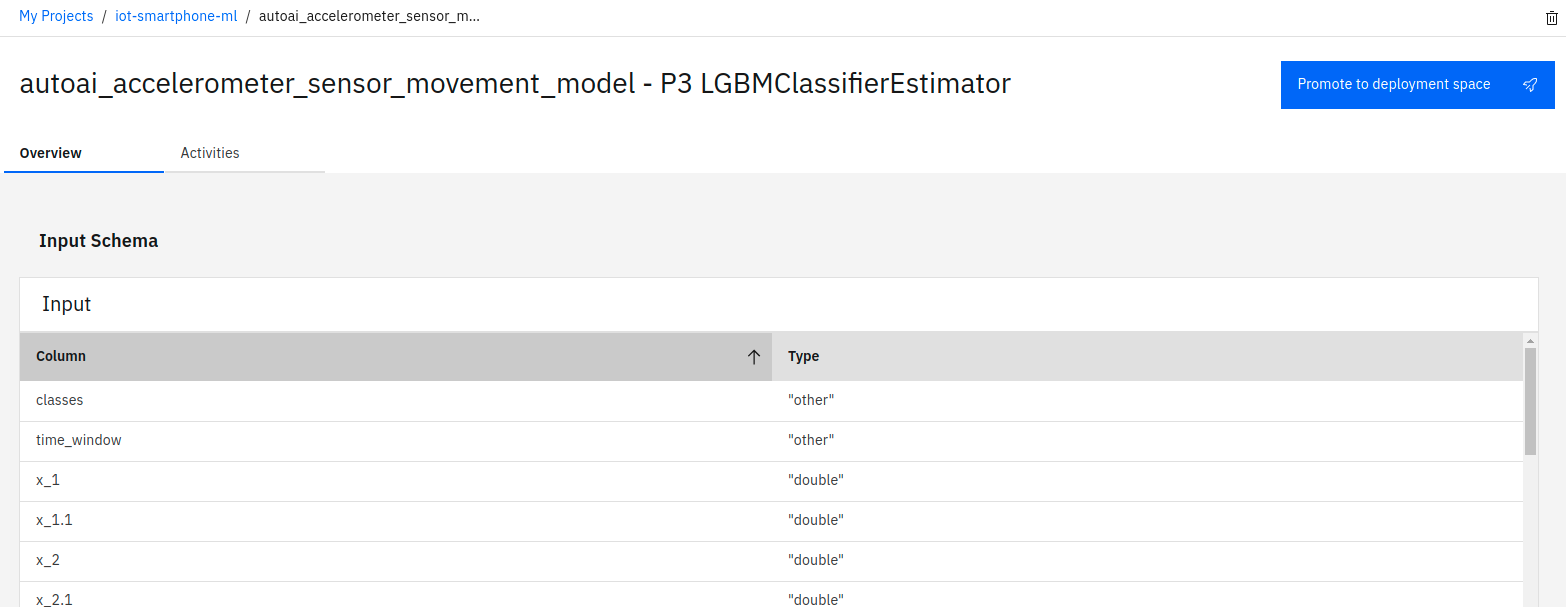 My Projects / iot-smartphone-ml / autoai_accelerometer_sensor_m...
autoai_accelerometer_sensor_movement_model - P3 LGBMClassifierEstimator
Promote to deployment space
Overview Activities
Input Schema
Input
Column Type
classes "other"
time_window "other"
x_1 "double"
x_1.1 "double"
x_2 "double"
x_2.1 "double"